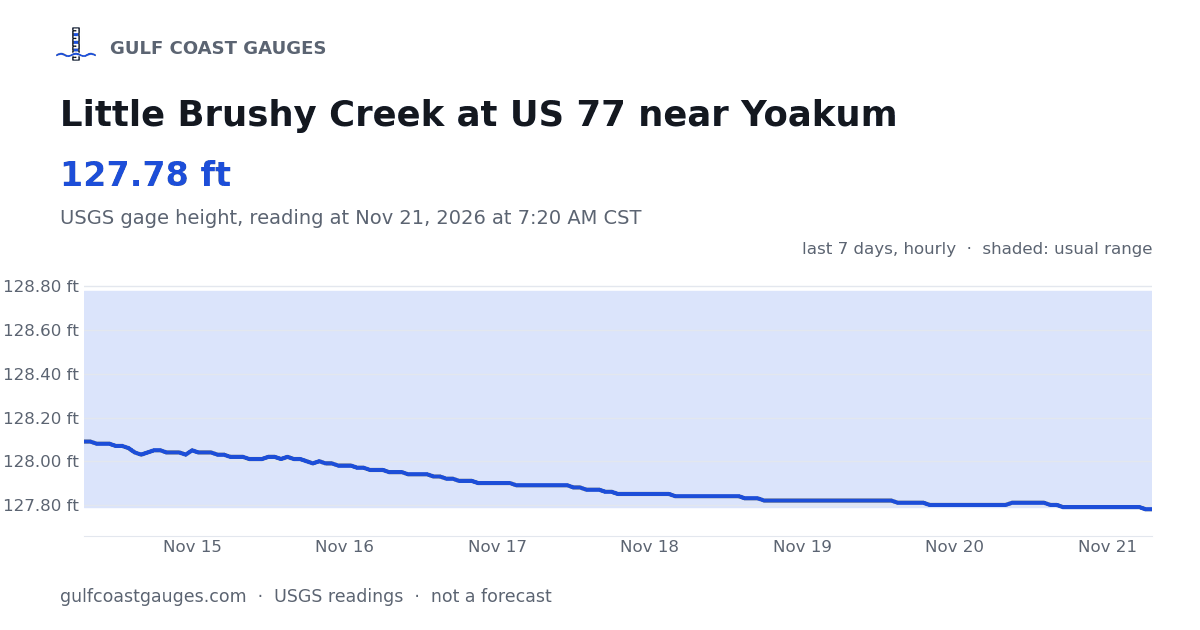 GULF COAST GAUGES
Little Brushy Creek at US 77 near Yoakum
127.78 ft
USGS gage height, reading at Nov 21, 2026 at 7:20 AM CST
last 7 days, hourly · shaded: usual range
128.80 ft
128.60 ft
128.40 ft
128.20 ft
128.00 ft
127.80 ft
Nov 15 Nov 16 Nov 17 Nov 18 Nov 19 Nov 20 Nov 21
gulfcoastgauges.com · USGS readings · not a forecast